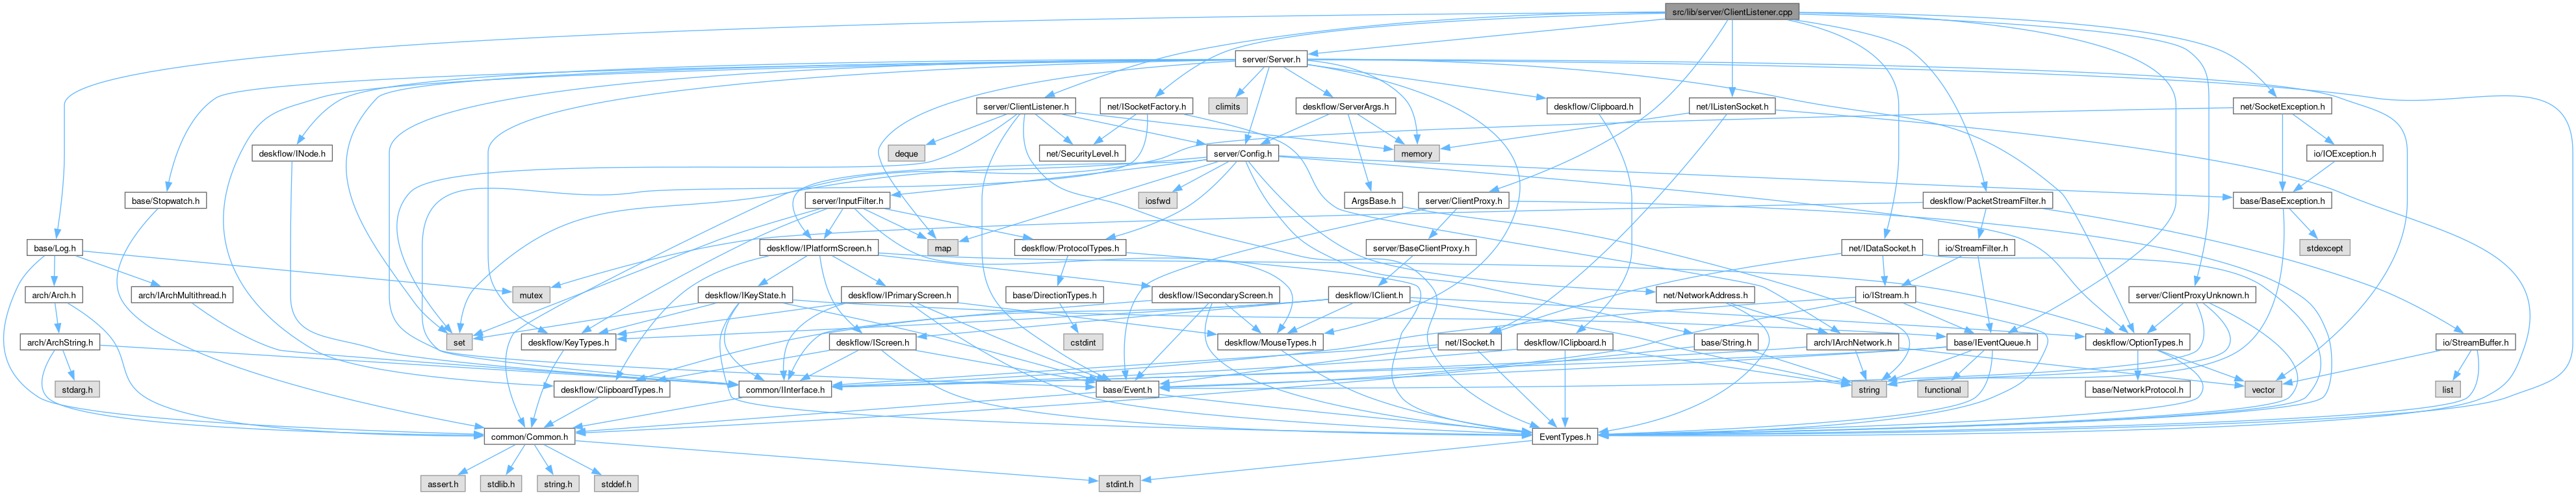 src/lib/server/ClientListener.cpp
server/Server.h
server/ClientListener.h
net/ISocketFactory.h
climits
deskflow/ServerArgs.h
deskflow/Clipboard.h
net/IListenSocket.h
net/SocketException.h
deskflow/INode.h
deque
net/SecurityLevel.h
server/Config.h
memory
io/IOException.h
base/Stopwatch.h
server/InputFilter.h
iosfwd
ArgsBase.h
server/ClientProxy.h
deskflow/PacketStreamFilter.h
base/BaseException.h
base/Log.h
deskflow/IPlatformScreen.h
map
deskflow/ProtocolTypes.h
server/BaseClientProxy.h
net/IDataSocket.h
io/StreamFilter.h
stdexcept
arch/Arch.h
arch/IArchMultithread.h
mutex
deskflow/IKeyState.h
deskflow/IPrimaryScreen.h
base/DirectionTypes.h
deskflow/ISecondaryScreen.h
deskflow/IClient.h
net/NetworkAddress.h
io/IStream.h
server/ClientProxyUnknown.h
arch/ArchString.h
set
deskflow/KeyTypes.h
deskflow/IScreen.h
cstdint
deskflow/MouseTypes.h
net/ISocket.h
deskflow/IClipboard.h
base/String.h
arch/IArchNetwork.h
base/IEventQueue.h
deskflow/OptionTypes.h
io/StreamBuffer.h
stdarg.h
deskflow/ClipboardTypes.h
common/IInterface.h
base/Event.h
string
functional
base/NetworkProtocol.h
vector
list
common/Common.h
EventTypes.h
assert.h
stdlib.h
string.h
stddef.h
stdint.h